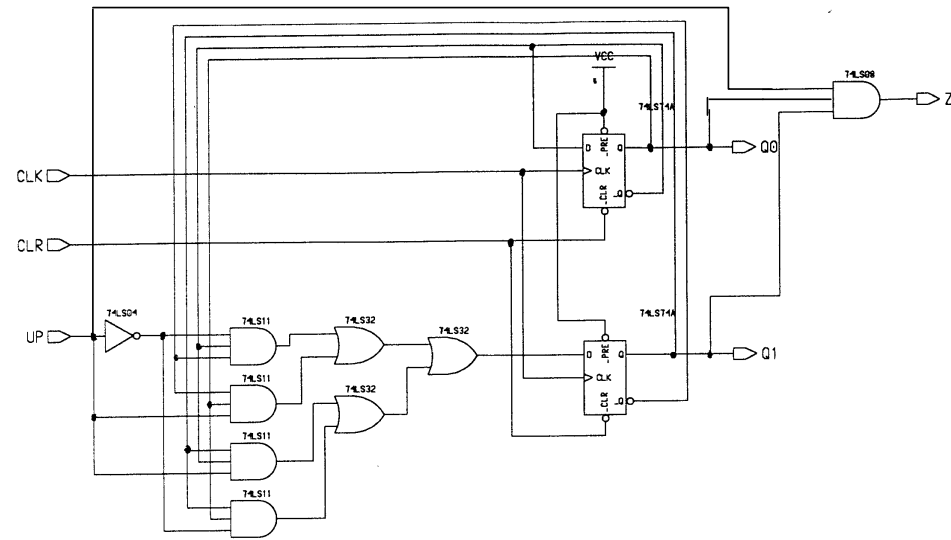 74LS08
VCC
Z
74LS74A
_PRE
D
Q
Q0
CLK
CLK
_CLR
_Q
CLR
74LS04
74LS11
74LS32
74LS32
74LS74A
UP
_PRE
D
Q
Q1
CLK
74LS11
74LS32
_CLR
_Q
74LS11
74LS11